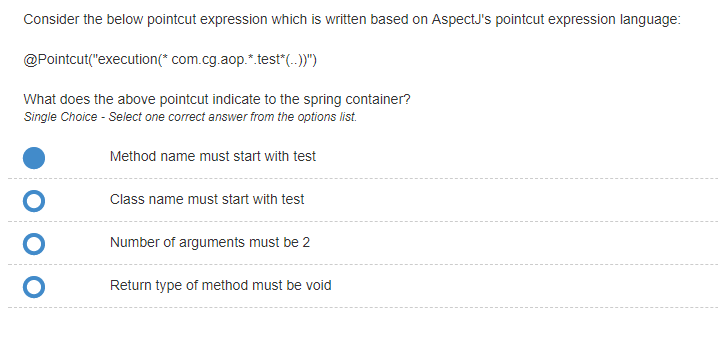 Consider the below pointcut expression which is written based on AspectJ's pointcut expression language:
@Pointcut("execution(* com.cg.aop.*.test*(..))")
What does the above pointcut indicate to the spring container?
Single Choice - Select one correct answer from the options list.
Method name must start with test
Class name must start with test
Number of arguments must be 2
Return type of method must be void